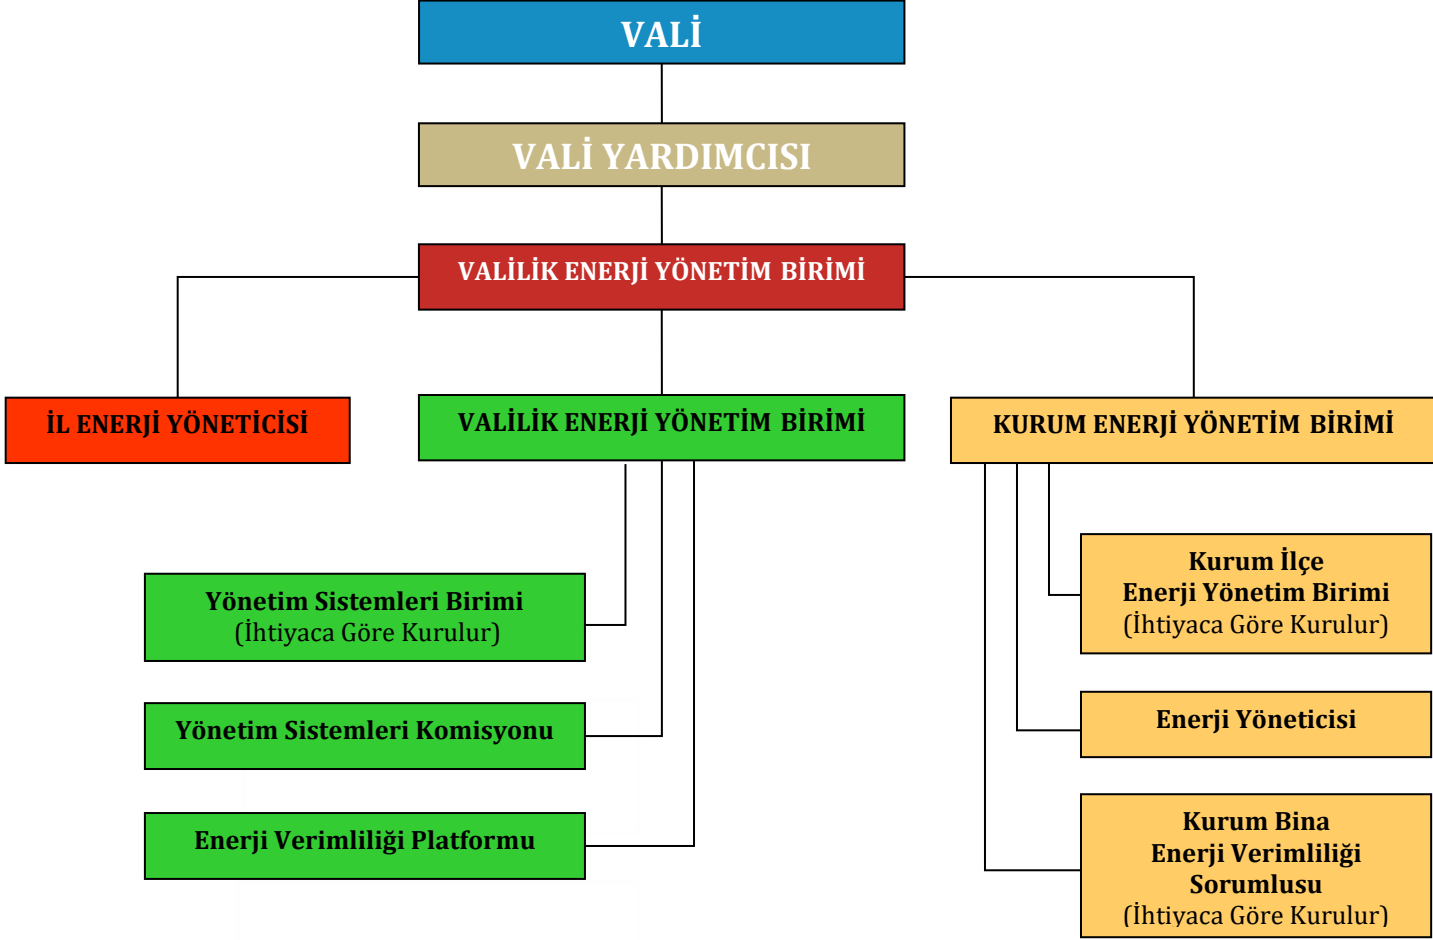 VALİ
VALİ YARDIMCISI
VALİLİK ENERJİ YÖNETİM BİRİMİ
İL ENERJİ YÖNETİCİSİ
VALİLİK ENERJİ YÖNETİM BİRİMİ
KURUM ENERJİ YÖNETİM BİRİMİ
Yönetim Sistemleri Birimi
(İhtiyaca Göre Kurulur)
Yönetim Sistemleri Komisyonu
Enerji Verimliliği Platformu
Kurum İlçe
Enerji Yönetim Birimi
(İhtiyaca Göre Kurulur)
Enerji Yöneticisi
Kurum Bina
Enerji Verimliliği
Sorumlusu
(İhtiyaca Göre Kurulur)